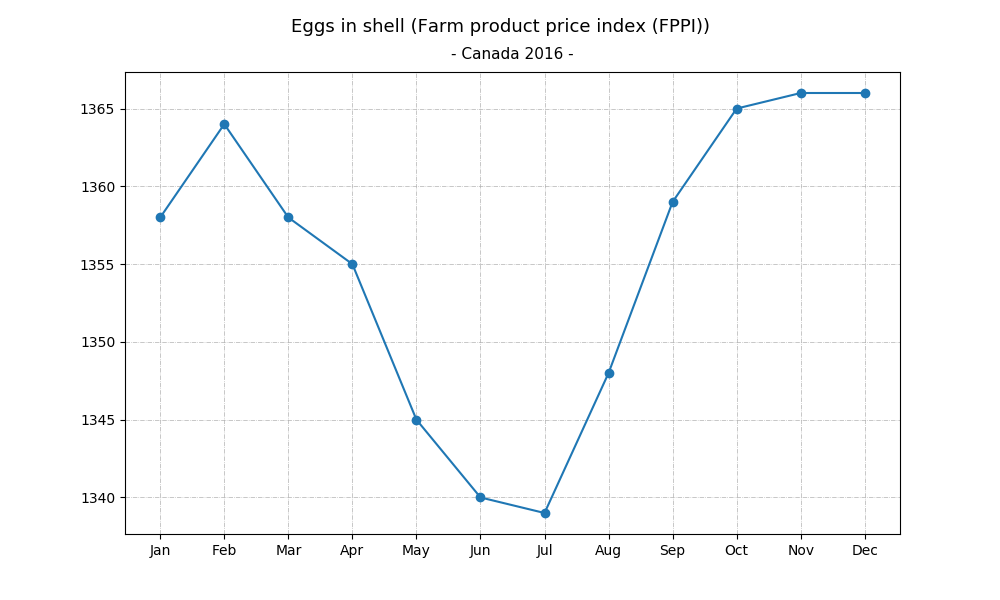 Eggs in shell (Farm product price index (FPPI))
- Canada 2016 -
1365
1360
1355
1350
1345
1340
Jan Feb Mar Apr May Jun Jul Aug Sep Oct Nov Dec